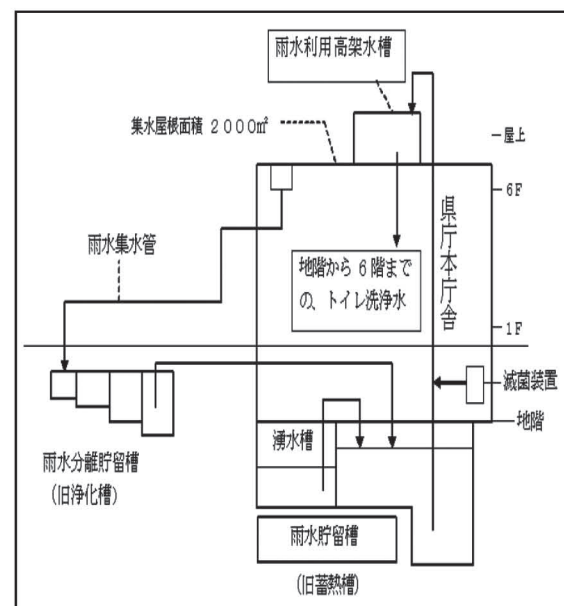 雨水利用高架水槽
集水屋根面積 2000㎡
屋上
6F
県庁本庁舎
雨水集水管
地階から 6 階まで
の、トイレ洗浄水
1F
滅菌装置
地階
湧水槽
雨水分離貯留槽
(旧浄化槽)
雨水貯留槽
(旧蓄熱槽)